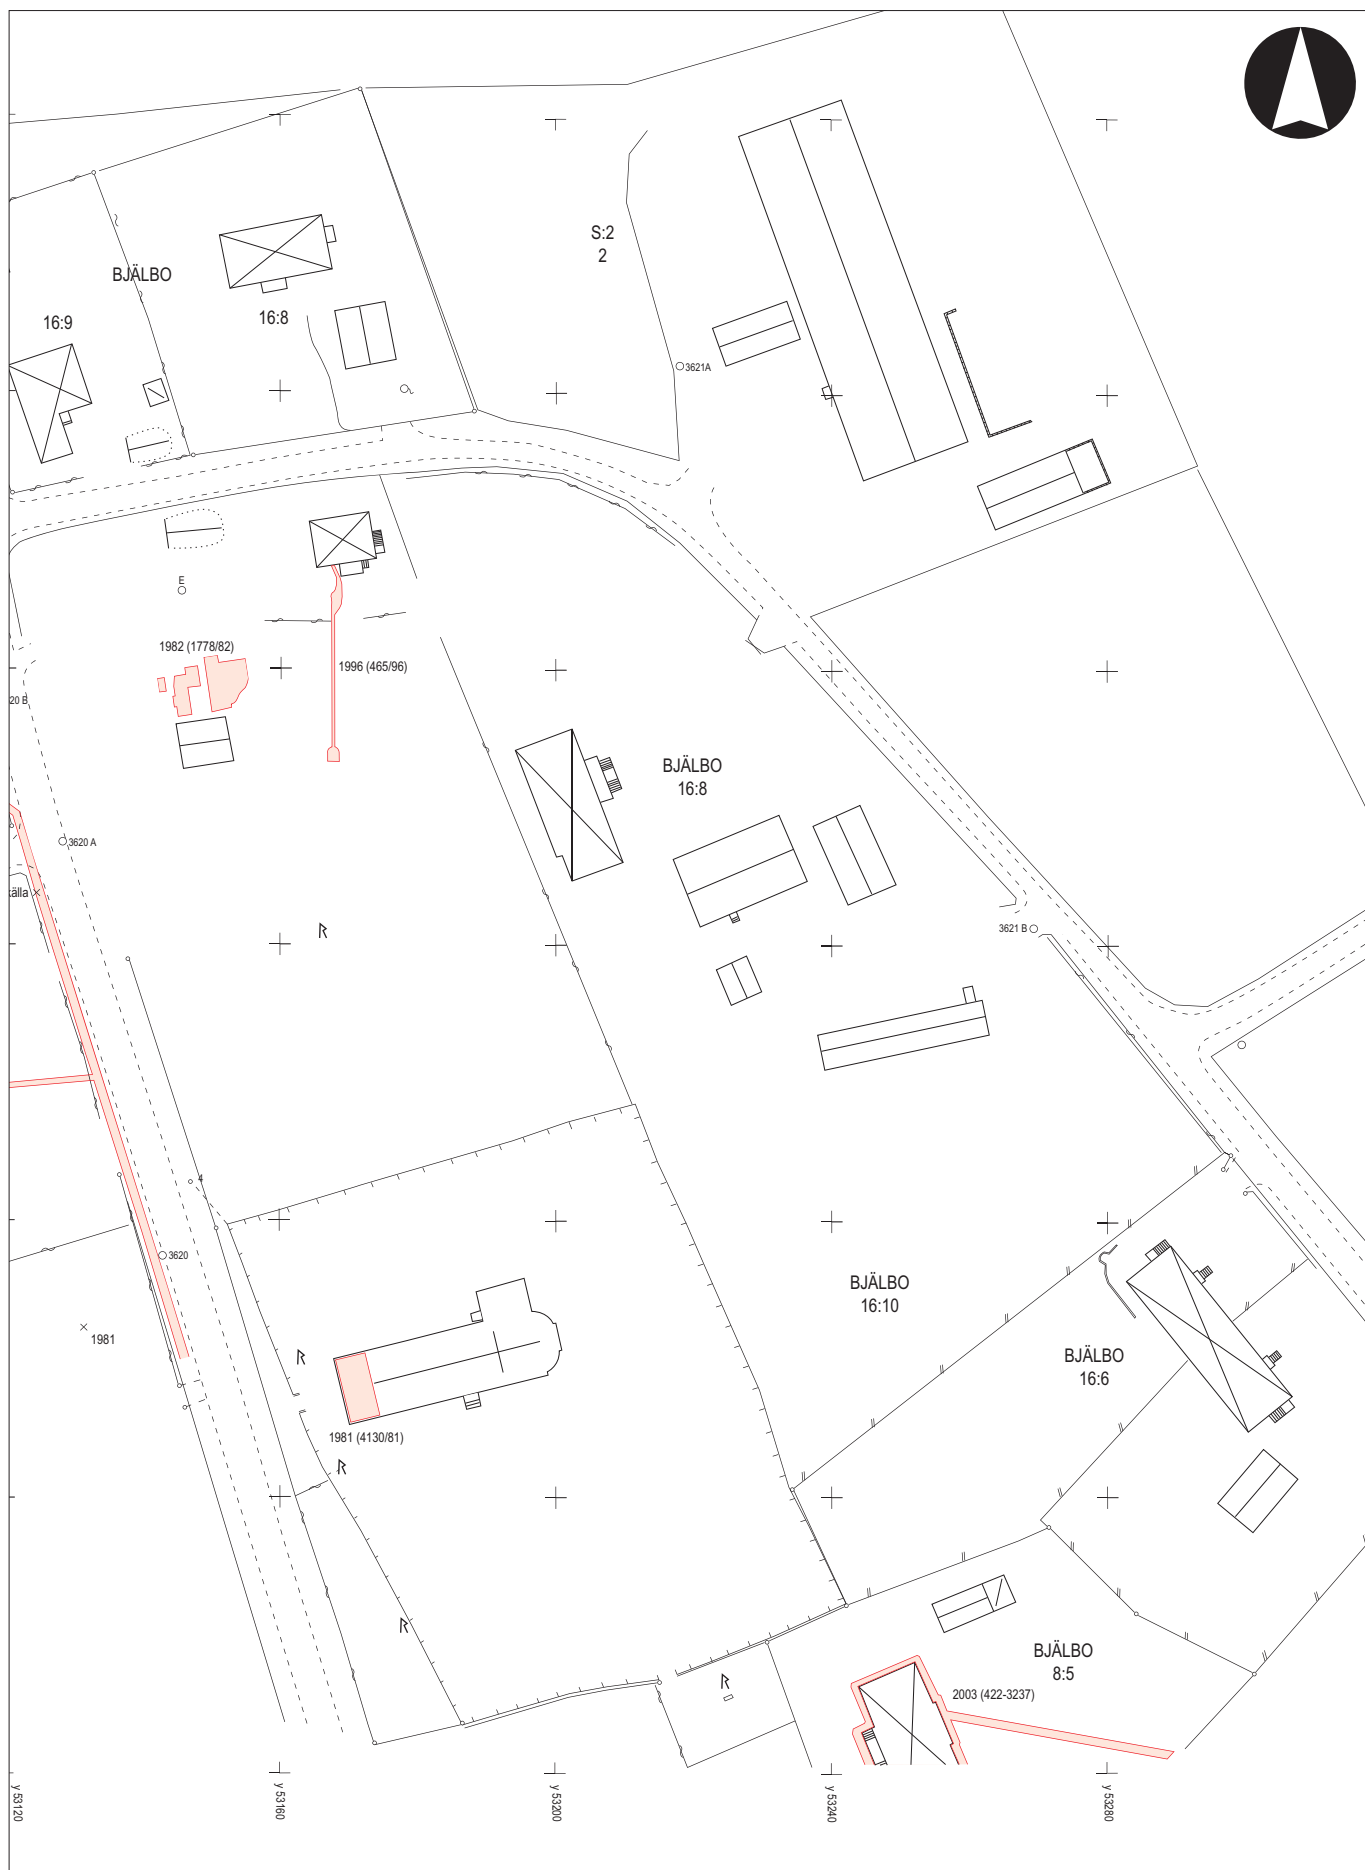 S:2
2
BJÄLBO
16:9
16:8
3621A
E
1982 (1778/82)
1996 (465/96)
20 B
BJÄLBO
16:8
3620 A
källa
3621 B
4
3620
BJÄLBO
16:10
1981
BJÄLBO
16:6
1981 (4130/81)
BJÄLBO
8:5
2003 (422-3237)
y 53120
y 53160
y 53200
y 53240
y 53280